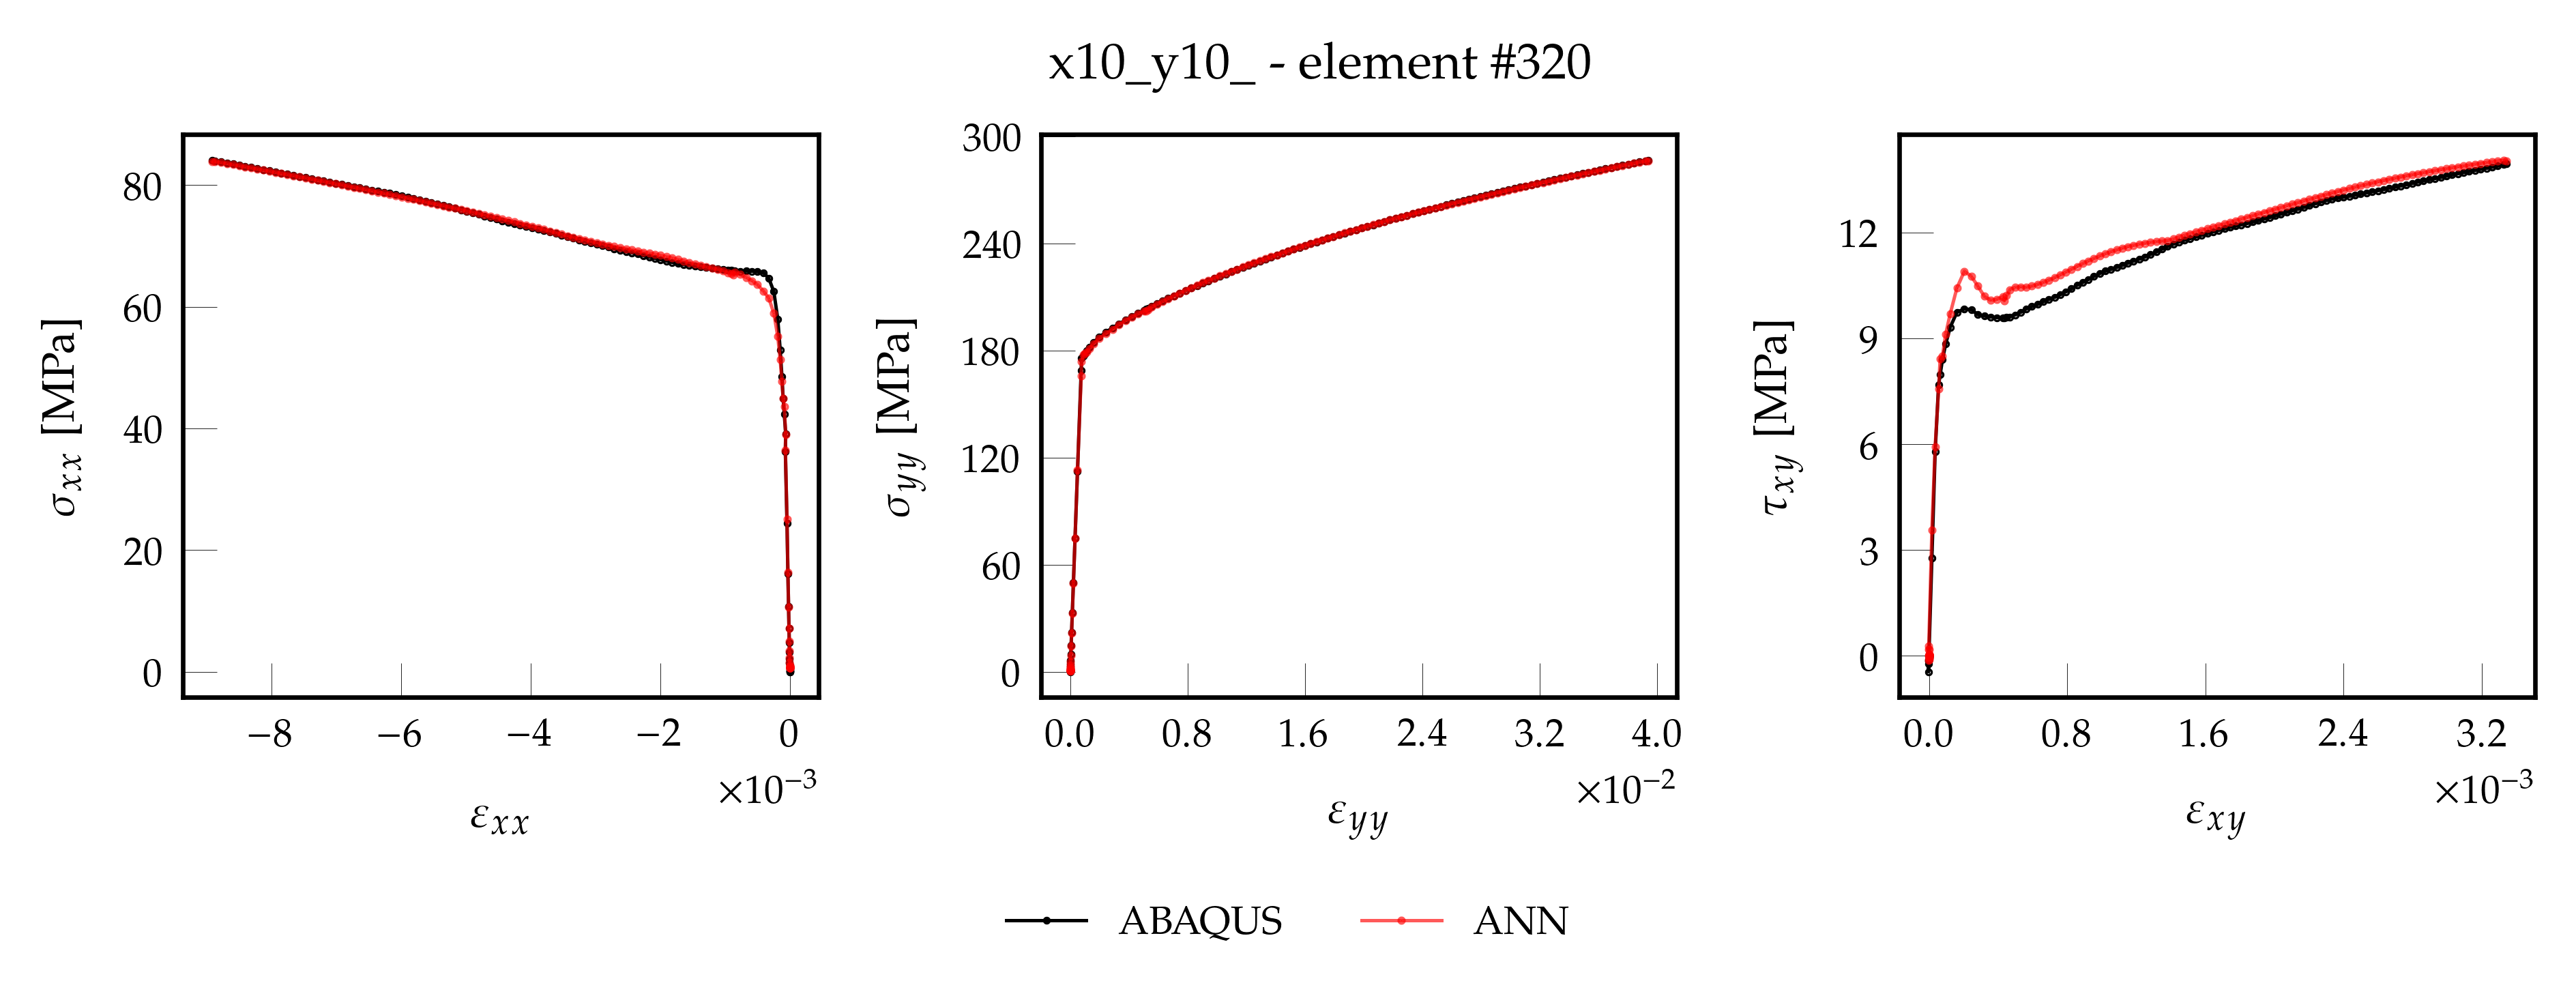 x10_y10_ - element #320
σxx [MPa]
80
60
40
20
0
−8 −6 −4 −2 0
×10⁻³
εxx
σyy [MPa]
300
240
180
120
60
0
0.0 0.8 1.6 2.4 3.2 4.0
×10⁻²
εyy
τxy [MPa]
12
9
6
3
0
0.0 0.8 1.6 2.4 3.2
×10⁻³
εxy
ABAQUS ANN